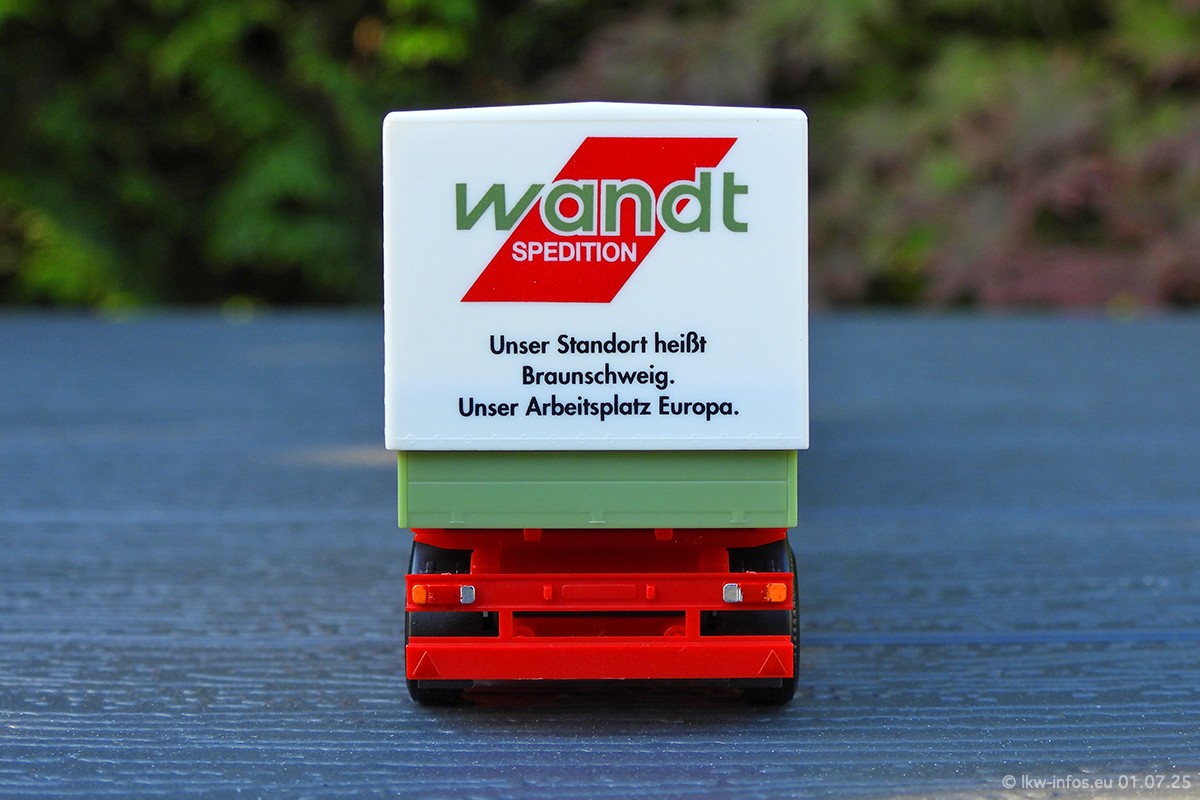 wandt
SPEDITION
Unser Standort heißt
Braunschweig.
Unser Arbeitsplatz Europa.
© lkw-infos.eu 01.07.25